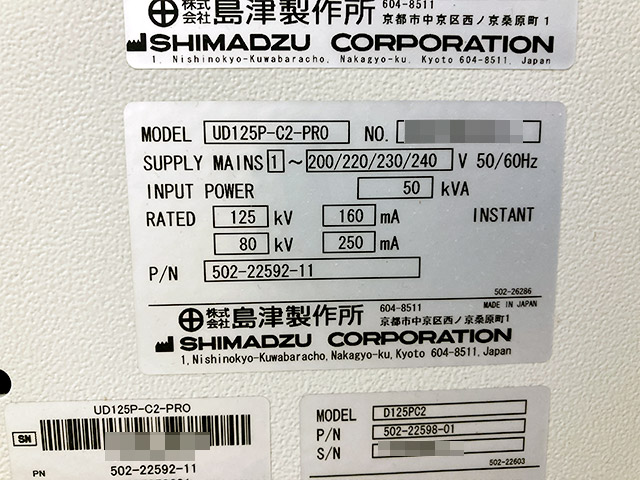 株式会社 島津製作所 604-8511
京都市中京区西ノ京桑原町1
SHIMADZU CORPORATION
1, Nishinokyo-Kuwabaracho, Nakagyo-ku, Kyoto 604-8511, Japan
MODEL UD125P-C2-PRO NO.
SUPPLY MAINS 1 ~ 200/220/230/240 V 50/60Hz
INPUT POWER 50 kVA
RATED 125 kV 160 mA INSTANT
80 kV 250 mA
P/N 502-22592-11
502-26286
MADE IN JAPAN
株式会社 島津製作所 604-8511
京都市中京区西ノ京桑原町1
SHIMADZU CORPORATION
1, Nishinokyo-Kuwabaracho, Nakagyo-ku, Kyoto 604-8511, Japan
UD125P-C2-PRO
SN
PN 502-22592-11
MODEL D125PC2
P/N 502-22598-01
S/N
502-22603